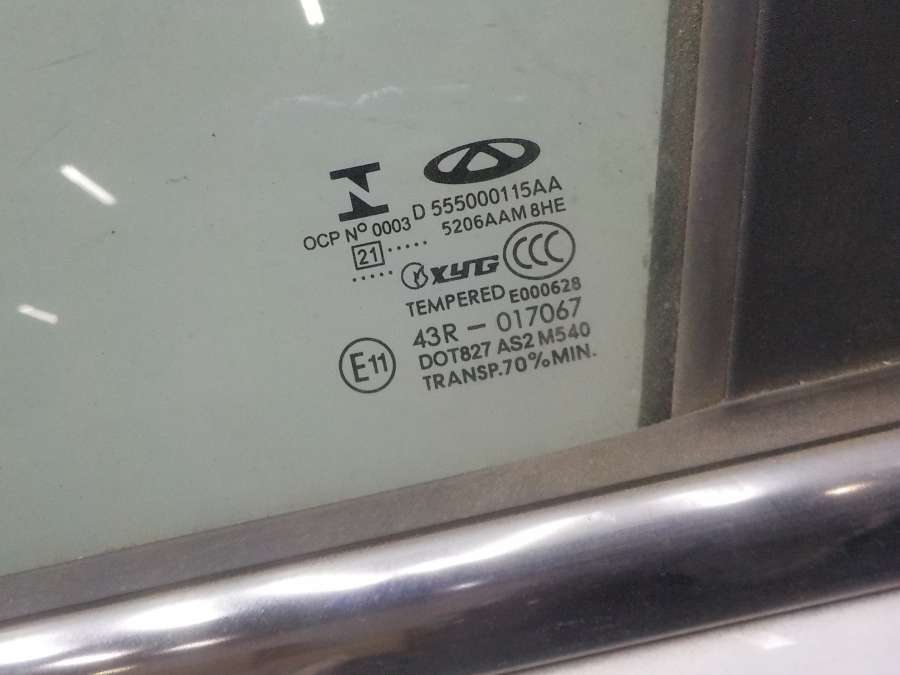 OCP Nº 0003 D 555000115AA
5206AAM 8HE
21 .....
..... XYG CCC
TEMPERED E000628
E11 43R - 017067
DOT827 AS2 M540
TRANSP.70%MIN.